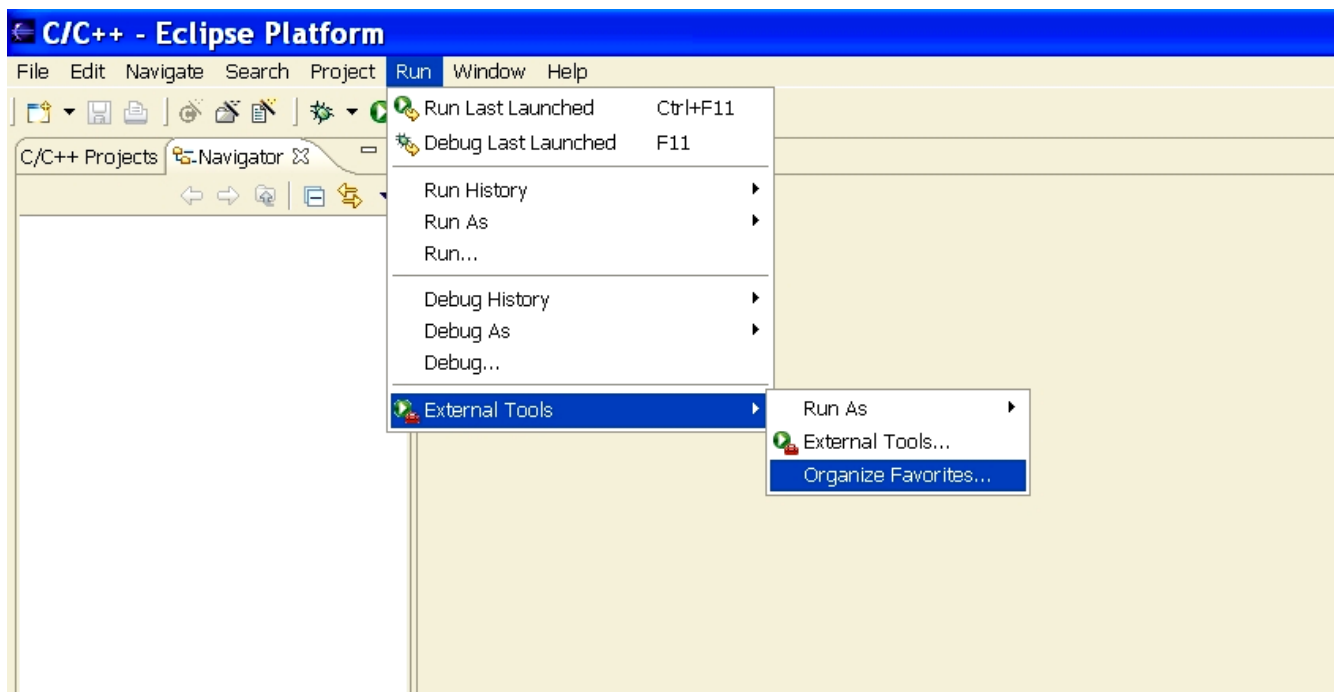 C/C++ - Eclipse Platform
File Edit Navigate Search Project Run Window Help
Run Last Launched Ctrl+F11
Debug Last Launched F11
C/C++ Projects Navigator
Run History
Run As
Run...
Debug History
Debug As
Debug...
External Tools
Run As
External Tools...
Organize Favorites...